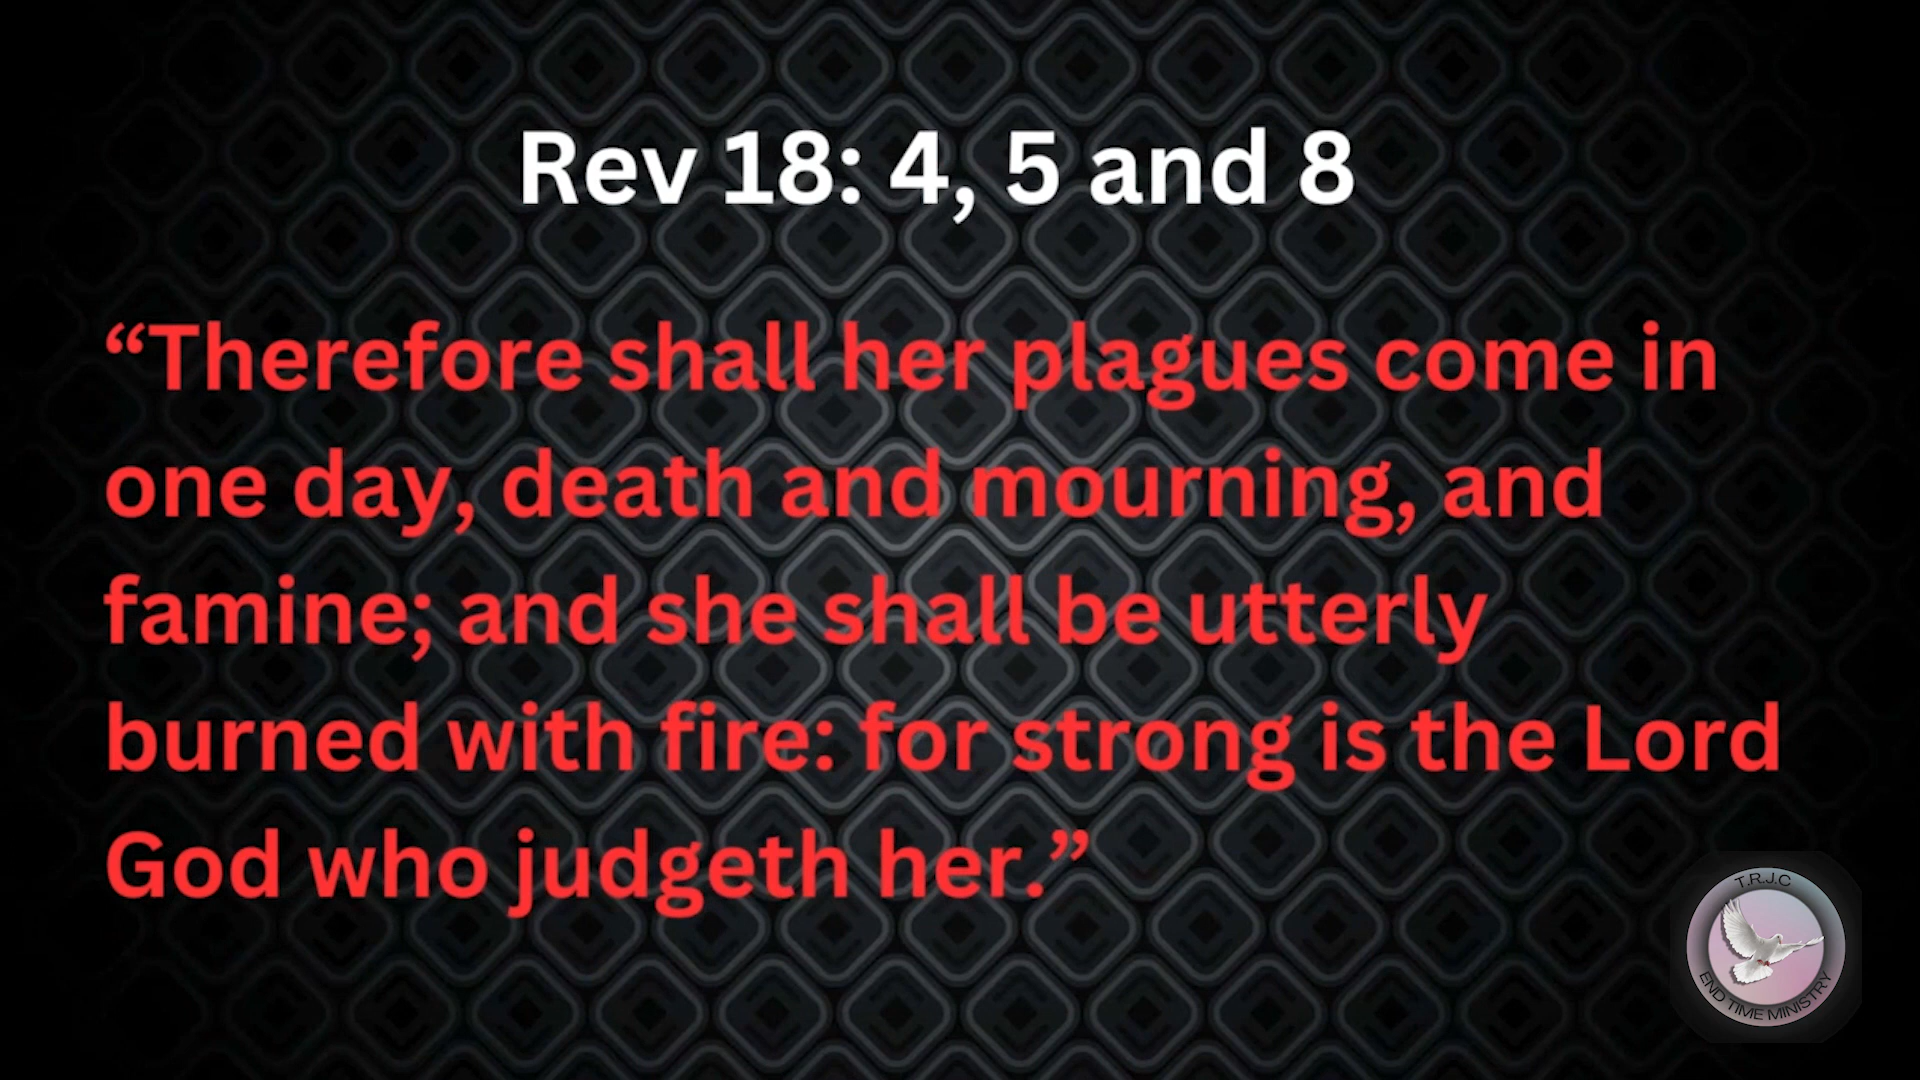 Rev 18: 4, 5 and 8
“Therefore shall her plagues come in
one day, death and mourning, and
famine; and she shall be utterly
burned with fire: for strong is the Lord
God who judgeth her.”
T.R.J.C
END TIME MINISTRY